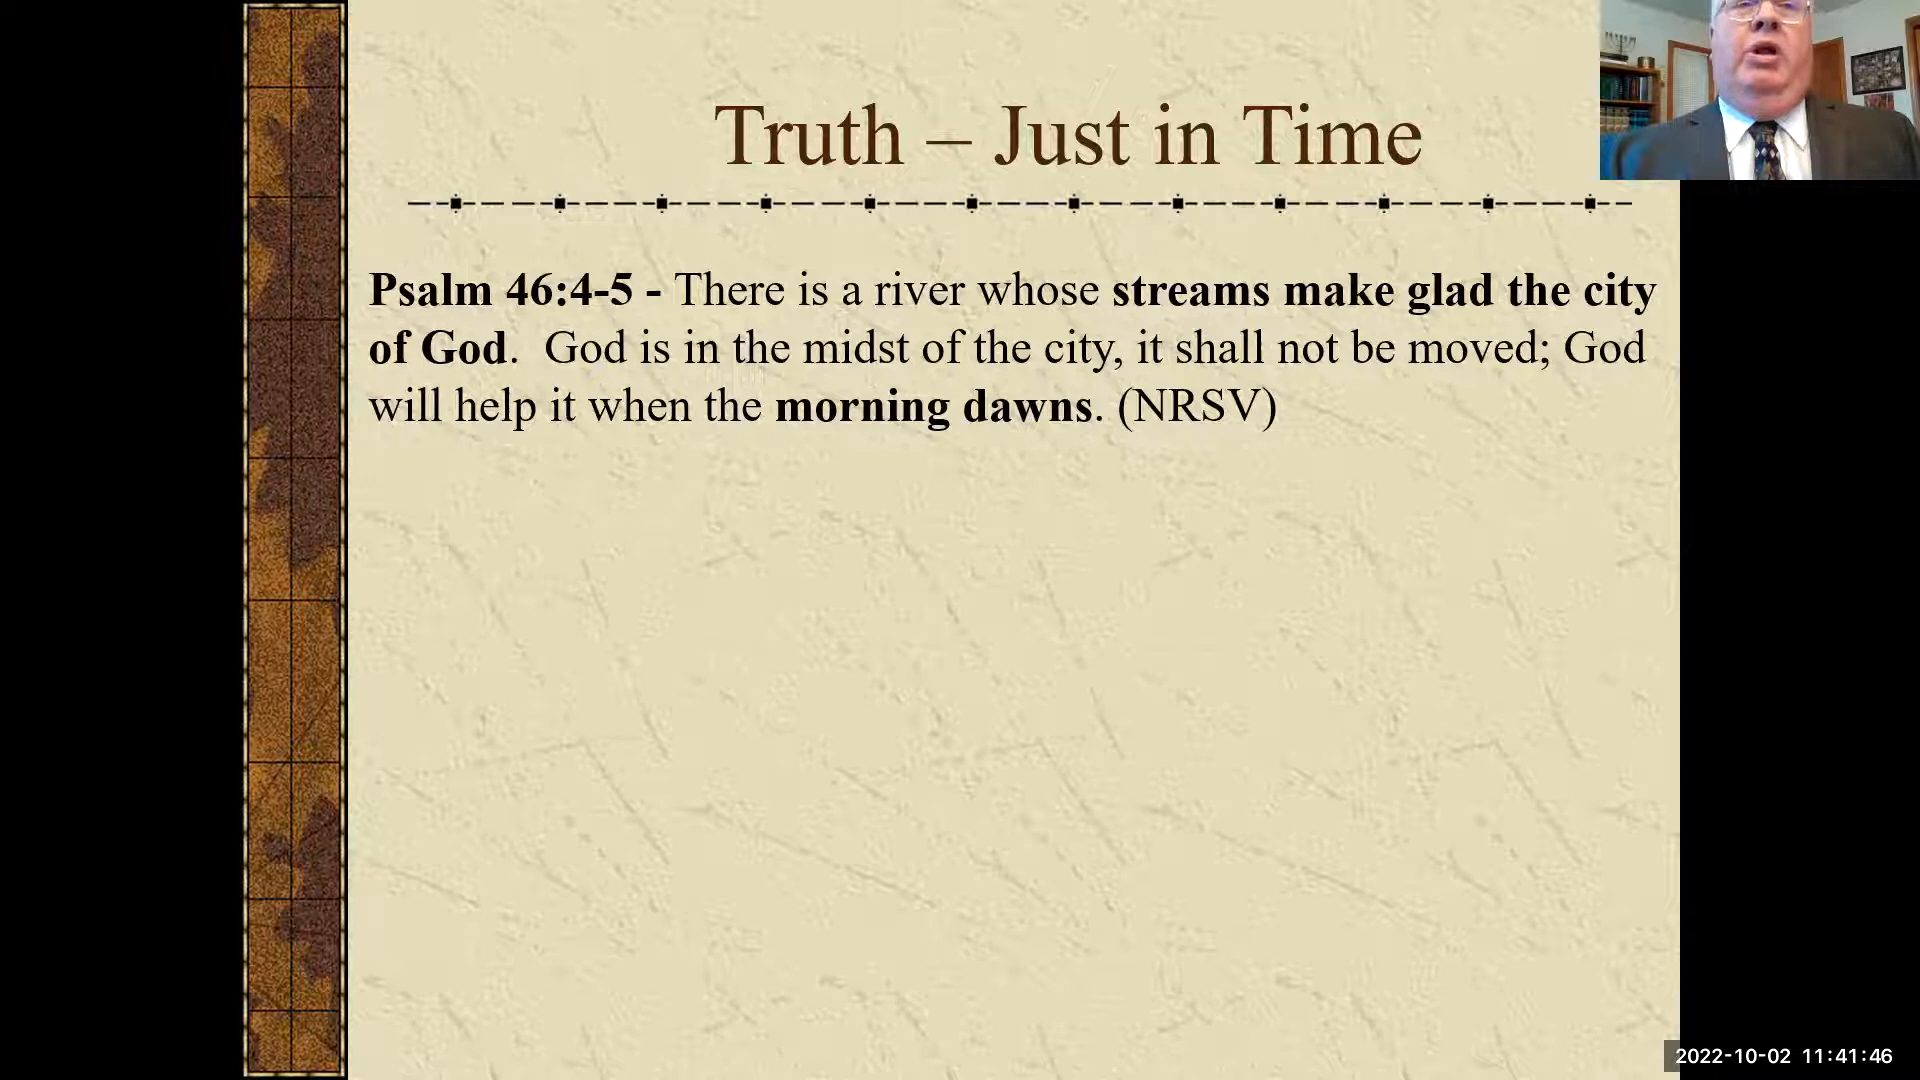 Truth – Just in Time
Psalm 46:4-5 - There is a river whose streams make glad the city
of God.  God is in the midst of the city, it shall not be moved; God
will help it when the morning dawns. (NRSV)
2022-10-02 11:41:46